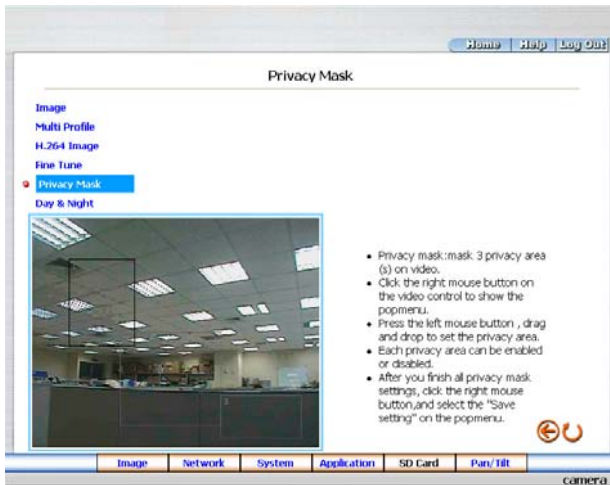 Home Help Log Out
Privacy Mask
Image
Multi Profile
H.264 Image
Fine Tune
Privacy Mask
Day & Night
3
• Privacy mask:mask 3 privacy area
(s) on video.
• Click the right mouse button on
the video control to show the
popmenu.
• Press the left mouse button , drag
and drop to set the privacy area.
• Each privacy area can be enabled
or disabled.
• After you finish all privacy mask
settings, click the right mouse
button,and select the "Save
setting" on the popmenu.
Image Network System Application SD Card Pan/Tilt
camera